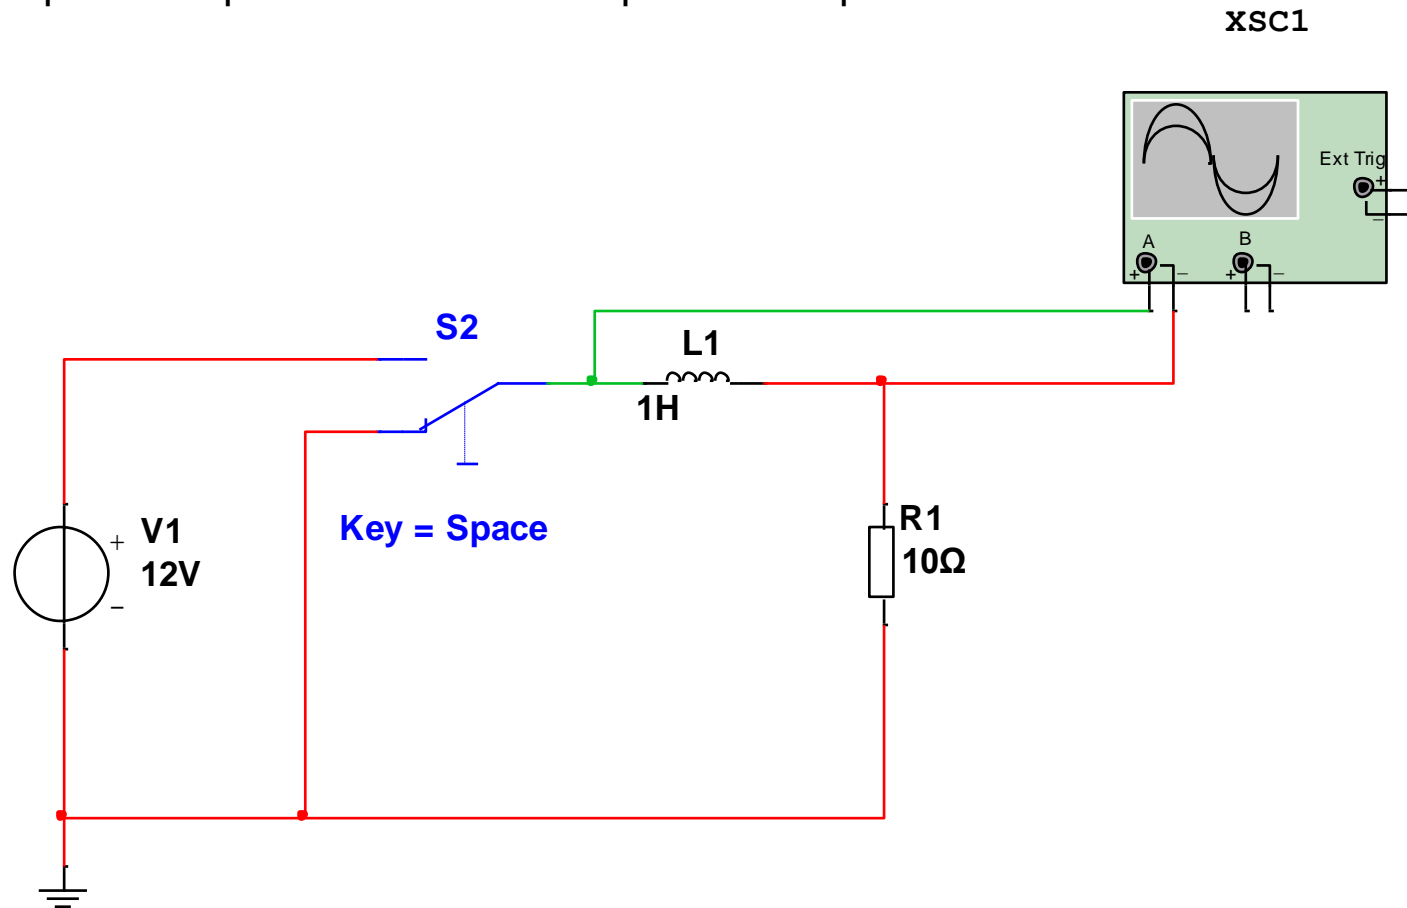 XSC1
Ext Trig
+
−
A
B
+
−
+
−
S2
L1
1H
Key = Space
+
V1
12V
−
R1
10Ω